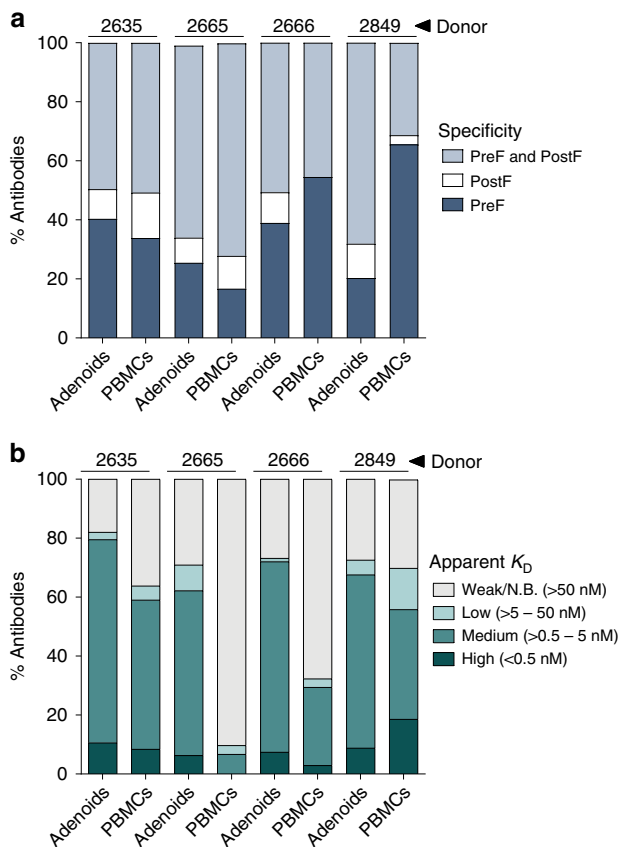 a
2635 2665 2666 2849 Donor
100
80
60
40
20
0
% Antibodies
Adenoids PBMCs Adenoids PBMCs Adenoids PBMCs Adenoids PBMCs
Specificity
PreF and PostF
PostF
PreF
b
2635 2665 2666 2849 Donor
100
80
60
40
20
0
% Antibodies
Adenoids PBMCs Adenoids PBMCs Adenoids PBMCs Adenoids PBMCs
Apparent KD
Weak/N.B. (>50 nM)
Low (>5 – 50 nM)
Medium (>0.5 – 5 nM)
High (<0.5 nM)